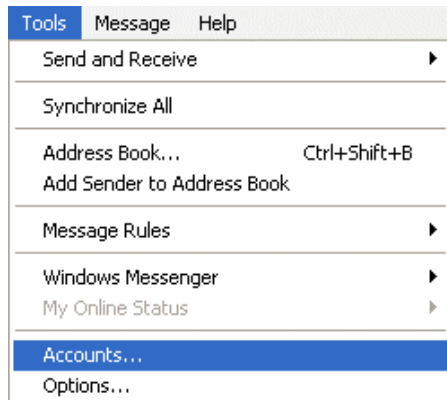 Tools Message Help
Send and Receive
Synchronize All
Address Book... Ctrl+Shift+B
Add Sender to Address Book
Message Rules
Windows Messenger
My Online Status
Accounts...
Options...